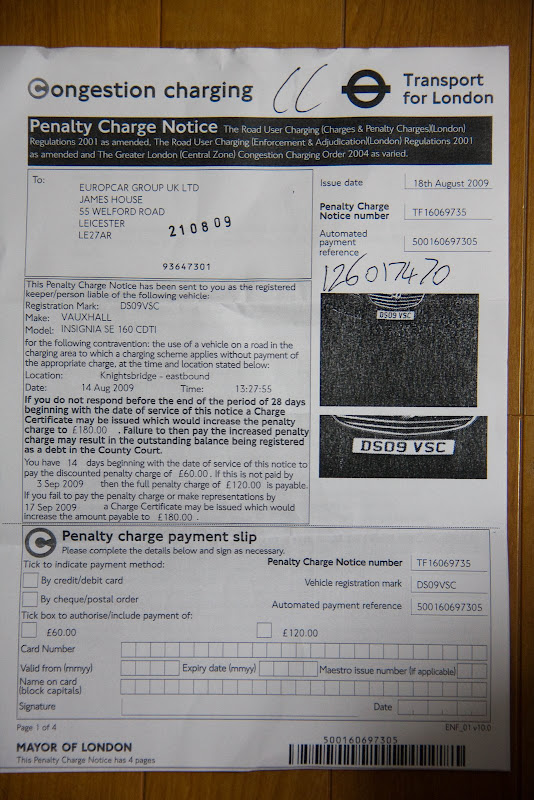 Congestion charging
CC
Transport
for London
Penalty Charge Notice The Road User Charging (Charges & Penalty Charges)(London)
Regulations 2001 as amended, The Road User Charging (Enforcement & Adjudication)(London) Regulations 2001
as amended and The Greater London (Central Zone) Congestion Charging Order 2004 as varied.
To:
EUROPCAR GROUP UK LTD
JAMES HOUSE
55 WELFORD ROAD
LEICESTER
LE27AR
210809
93647301
Issue date 18th August 2009
Penalty Charge
Notice number TF16069735
Automated
payment
reference 500160697305
126017470
This Penalty Charge Notice has been sent to you as the registered
keeper/person liable of the following vehicle:
Registration Mark: DS09VSC
Make: VAUXHALL
Model: INSIGNIA SE 160 CDTI
for the following contravention: the use of a vehicle on a road in the
charging area to which a charging scheme applies without payment of
the appropriate charge, at the time and location stated below:
Location: Knightsbridge - eastbound
Date: 14 Aug 2009 Time: 13:27:55
If you do not respond before the end of the period of 28 days
beginning with the date of service of this notice a Charge
Certificate may be issued which would increase the penalty
charge to £180.00 . Failure to then pay the increased penalty
charge may result in the outstanding balance being registered
as a debt in the County Court.
You have 14 days beginning with the date of service of this notice to
pay the discounted penalty charge of £60.00. If this is not paid by
3 Sep 2009 then the full penalty charge of £120.00 is payable.
If you fail to pay the penalty charge or make representations by
17 Sep 2009 a Charge Certificate may be issued which would
increase the amount payable to £180.00 .
DS09 VSC
DS09 VSC
Penalty charge payment slip
Please complete the details below and sign as necessary.
Tick to indicate payment method:
By credit/debit card
By cheque/postal order
Tick box to authorise/include payment of:
£60.00 £120.00
Penalty Charge Notice number TF16069735
Vehicle registration mark DS09VSC
Automated payment reference 500160697305
Card Number
Valid from (mmyy) Expiry date (mmyy) Maestro issue number (if applicable)
Name on card
(block capitals)
Signature Date
Page 1 of 4 ENF_01 v10.0
MAYOR OF LONDON
This Penalty Charge Notice has 4 pages
500160697305